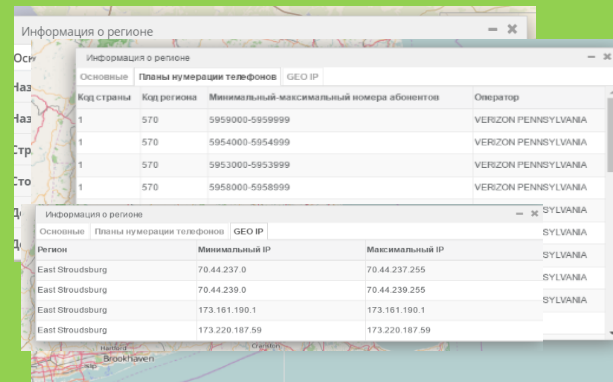 Информация о регионе
Информация о регионе
Основные Планы нумерации телефонов GEO IP
Код страны Код региона Минимальный-максимальный номера абонентов Оператор
1 570 5959000-5959999 VERIZON PENNSYLVANIA
1 570 5954000-5954999 VERIZON PENNSYLVANIA
1 570 5953000-5953999 VERIZON PENNSYLVANIA
1 570 5958000-5958999 VERIZON PENNSYLVANIA
SYLVANIA
SYLVANIA
SYLVANIA
SYLVANIA
SYLVANIA
Информация о регионе
Основные Планы нумерации телефонов GEO IP
Регион Минимальный IP Максимальный IP
East Stroudsburg 70.44.237.0 70.44.237.255
East Stroudsburg 70.44.239.0 70.44.239.255
East Stroudsburg 173.161.190.1 173.161.190.1
East Stroudsburg 173.220.187.59 173.220.187.59
Brookhaven